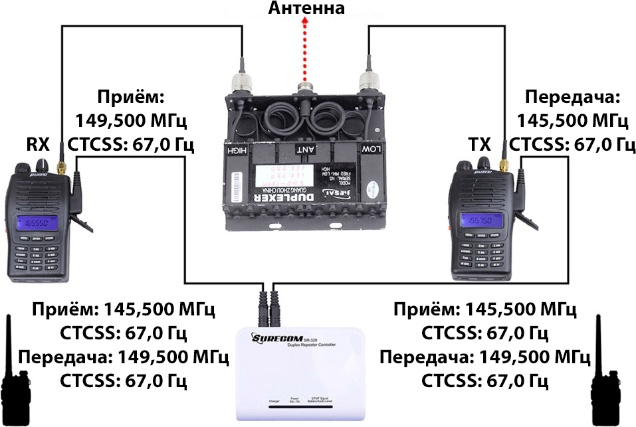 Антенна
Приём:
149,500 МГц
RX CTCSS: 67,0 Гц
Передача:
145,500 МГц
TX CTCSS: 67,0 Гц
HIGH
ANT
LOW
DUPLEXER
GUANGZHOU CHINA
Приём: 145,500 МГц
CTCSS: 67,0 Гц
Передача: 149,500 МГц
CTCSS: 67,0 Гц
SURECOM
Duplex Repeater Controller
Приём: 145,500 МГц
CTCSS: 67,0 Гц
Передача: 149,500 МГц
CTCSS: 67,0 Гц